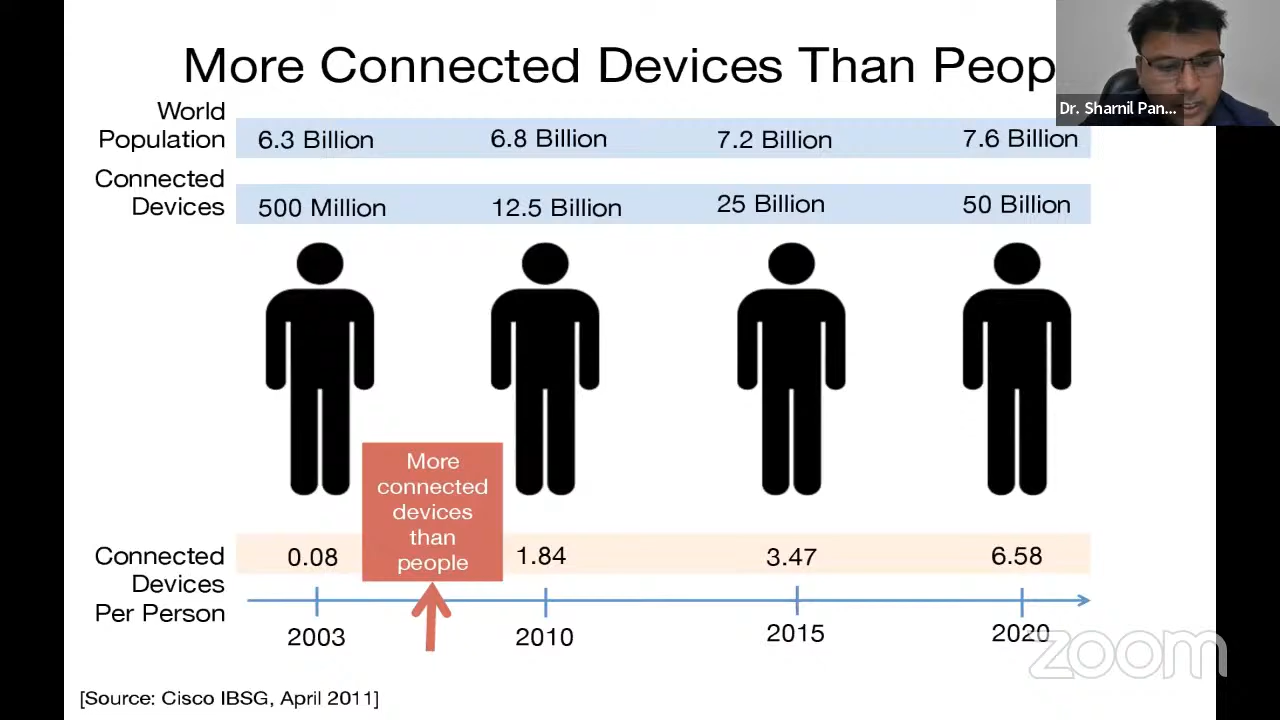 More Connected Devices Than Peop
Dr. Sharnil Pan...
World
Population
6.3 Billion 6.8 Billion 7.2 Billion 7.6 Billion
Connected
Devices
500 Million 12.5 Billion 25 Billion 50 Billion
More
connected
devices
than
people
Connected
Devices
Per Person
0.08 1.84 3.47 6.58
2003 2010 2015 2020
zoom
[Source: Cisco IBSG, April 2011]